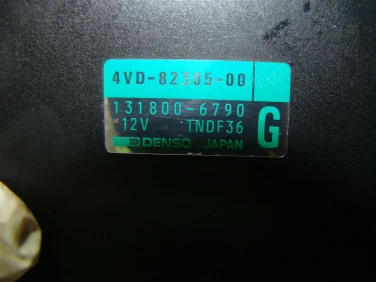 4VD-82305-00
131800-6790
12V TNDF36
G
DENSO JAPAN